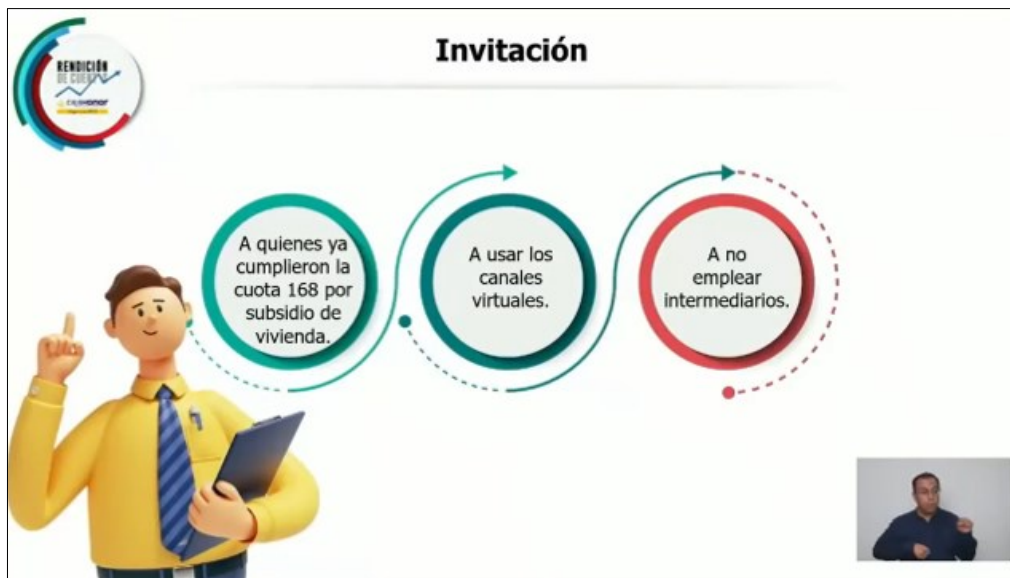 Invitación
RENDICIÓN
DE CUENTAS
A quienes ya
cumplieron la
cuota 168 por
subsidio de
vivienda.
A usar los
canales
virtuales.
A no
emplear
intermediarios.